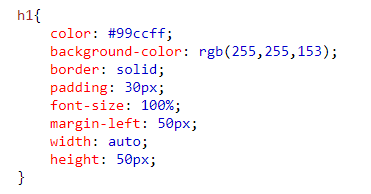 h1{
color: #99ccff;
background-color: rgb(255,255,153);
border: solid;
padding: 30px;
font-size: 100%;
margin-left: 50px;
width: auto;
height: 50px;
}